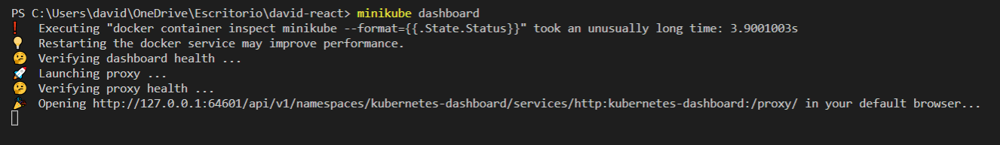 PS C:\Users\david\OneDrive\Escritorio\david-react> minikube dashboard
❗  Executing "docker container inspect minikube --format={{.State.Status}}" took an unusually long time: 3.9001003s
💡  Restarting the docker service may improve performance.
🤔  Verifying dashboard health ...
🚀  Launching proxy ...
🤔  Verifying proxy health ...
🎉  Opening http://127.0.0.1:64601/api/v1/namespaces/kubernetes-dashboard/services/http:kubernetes-dashboard:/proxy/ in your default browser...